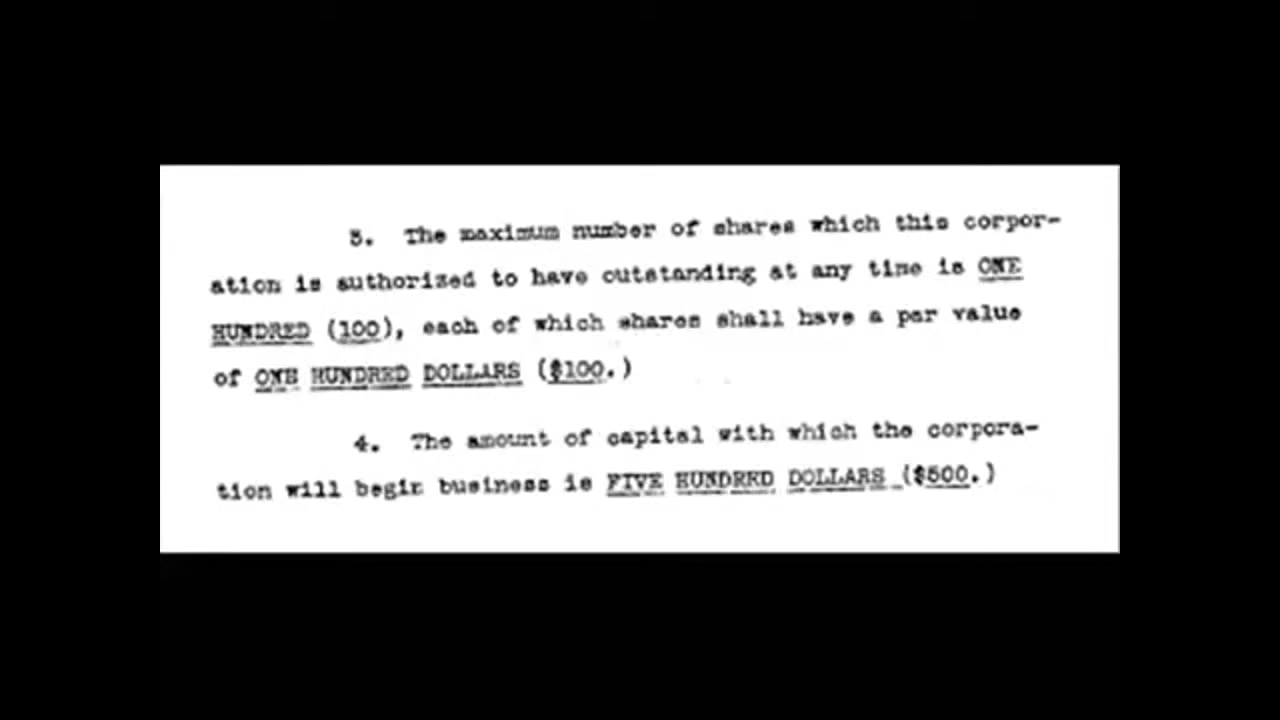 3. The maximum number of shares which this corpor-
ation is authorized to have outstanding at any time is ONE
HUNDRED (100), each of which shares shall have a par value
of ONE HUNDRED DOLLARS ($100.)
4. The amount of capital with which the corpora-
tion will begin business is FIVE HUNDRED DOLLARS ($500.)